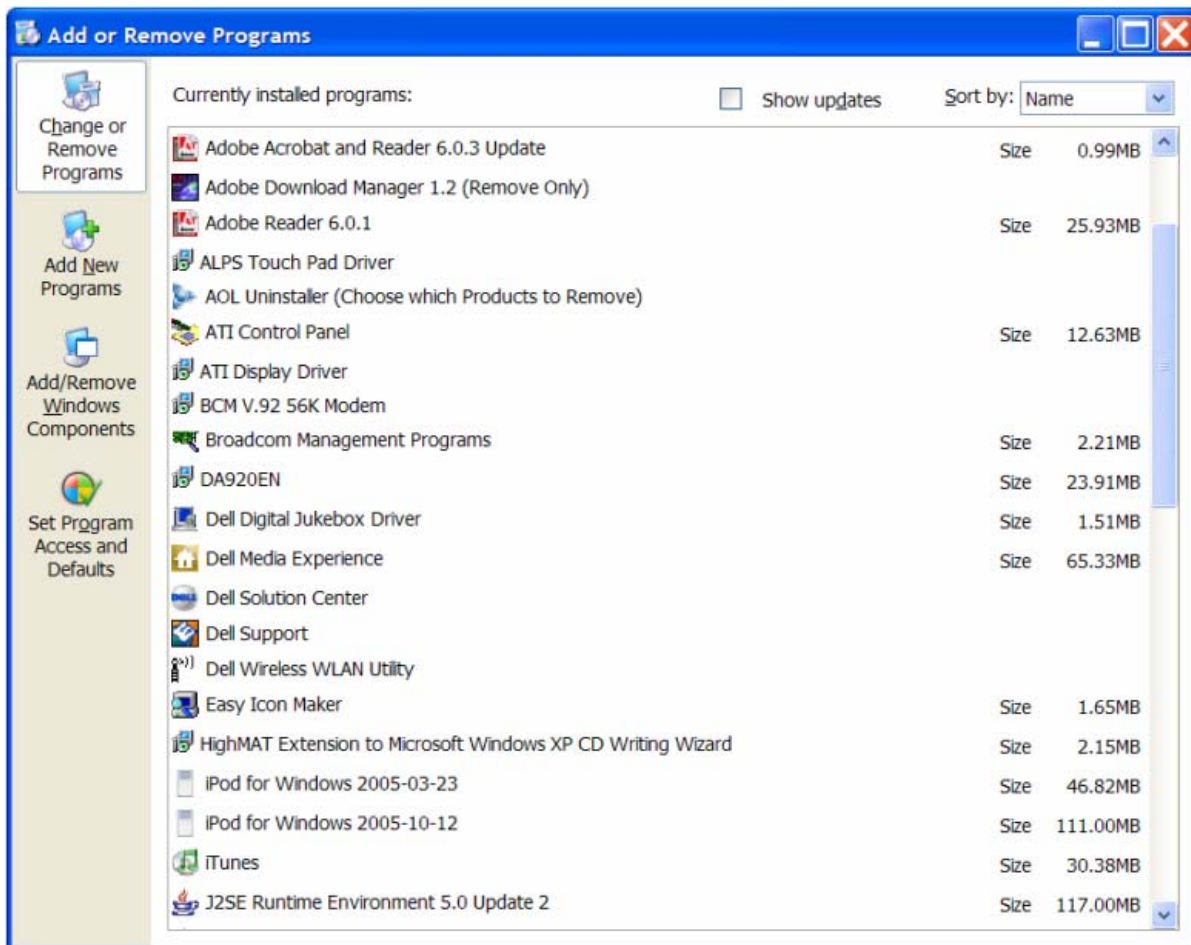 Add or Remove Programs
Change or
Remove
Programs
Add New
Programs
Add/Remove
Windows
Components
Set Program
Access and
Defaults
Currently installed programs:
Show updates
Sort by: Name
Adobe Acrobat and Reader 6.0.3 Update Size 0.99MB
Adobe Download Manager 1.2 (Remove Only)
Adobe Reader 6.0.1 Size 25.93MB
ALPS Touch Pad Driver
AOL Uninstaller (Choose which Products to Remove)
ATI Control Panel Size 12.63MB
ATI Display Driver
BCM V.92 56K Modem
Broadcom Management Programs Size 2.21MB
DA920EN Size 23.91MB
Dell Digital Jukebox Driver Size 1.51MB
Dell Media Experience Size 65.33MB
Dell Solution Center
Dell Support
Dell Wireless WLAN Utility
Easy Icon Maker Size 1.65MB
HighMAT Extension to Microsoft Windows XP CD Writing Wizard Size 2.15MB
iPod for Windows 2005-03-23 Size 46.82MB
iPod for Windows 2005-10-12 Size 111.00MB
iTunes Size 30.38MB
J2SE Runtime Environment 5.0 Update 2 Size 117.00MB